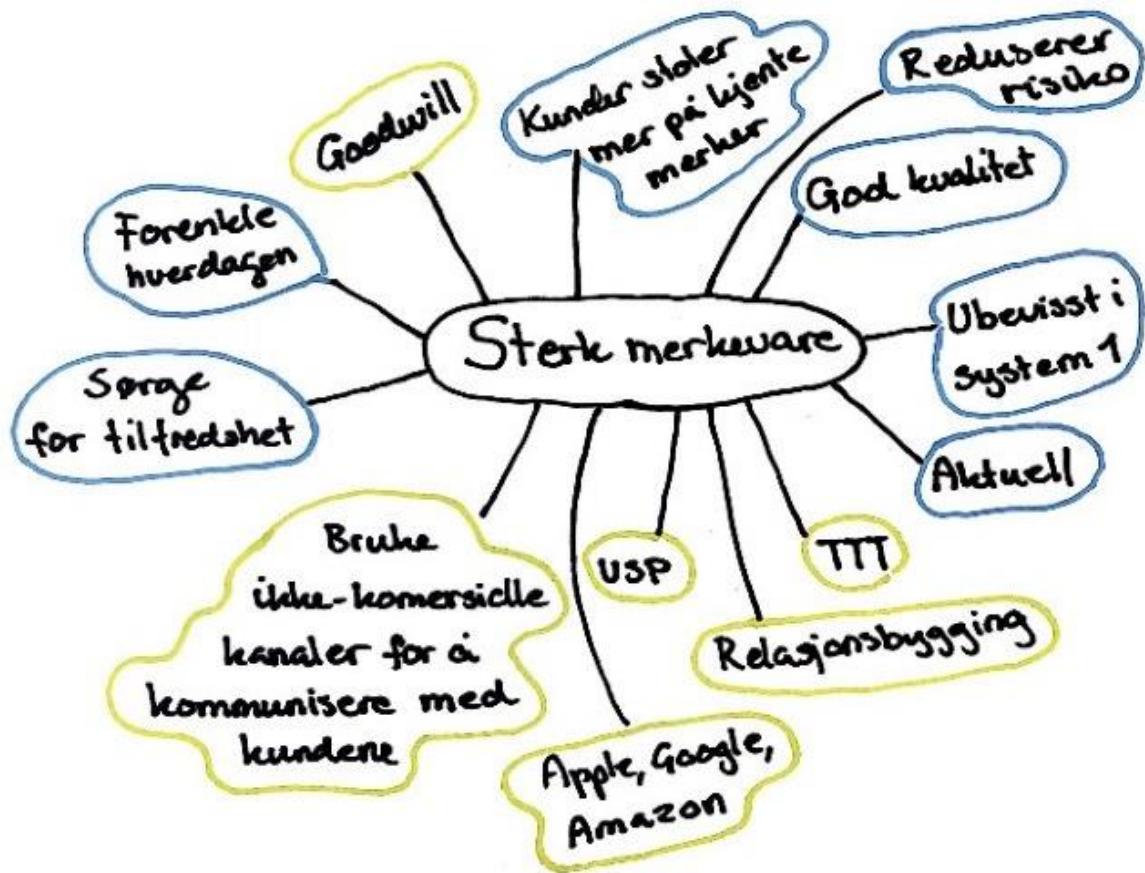 Goodwill
Kunder stoler
mer på kjente
merker
Reduserer
risiko
God kvalitet
Forenkle
hverdagen
Sterk merkevare
Ubevisst i
system 1
Sørge
for tilfredshet
Aktuell
Bruke
ikke-komersielle
kanaler for å
kommunisere med
kundene
USP
TTT
Relasjonsbygging
Apple, Google,
Amazon